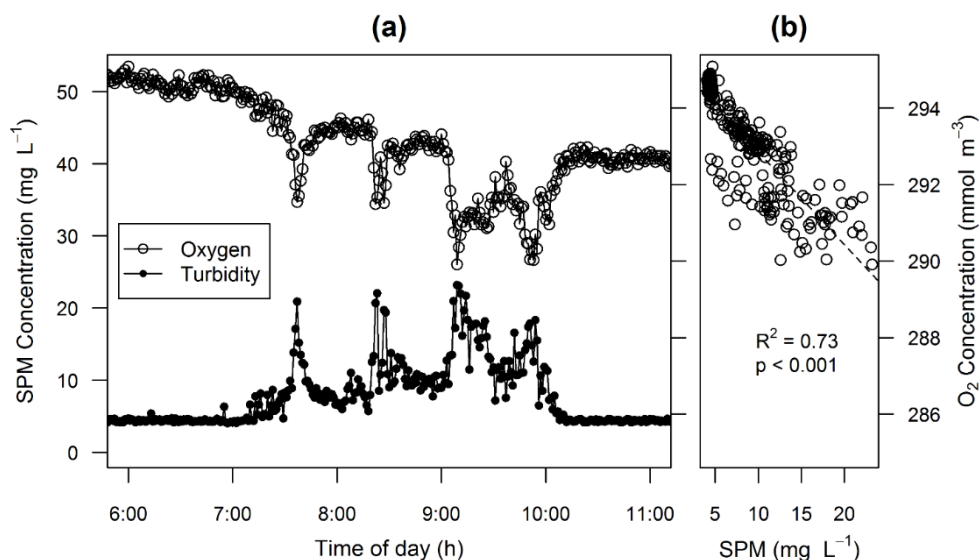 (a)
(b)
SPM Concentration (mg L⁻¹)
50
40
30
20
10
0
Oxygen
Turbidity
6:00 7:00 8:00 9:00 10:00 11:00
Time of day (h)
R² = 0.73
p < 0.001
5 10 15 20
SPM (mg L⁻¹)
294
292
290
288
286
O₂ Concentration (mmol m⁻³)